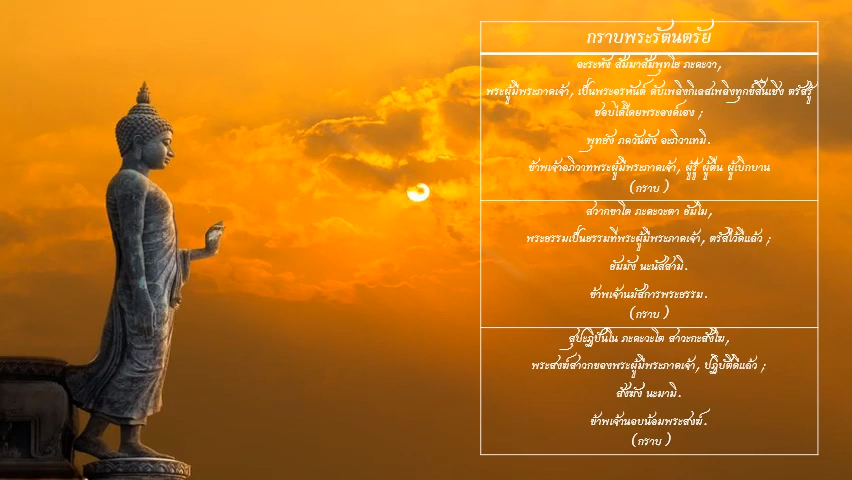 กราบพระรัตนตรัย
อะระหัง สัมมาสัมพุทโธ ภะคะวา,
พระผู้มีพระภาคเจ้า, เป็นพระอรหันต์ ดับเพลิงกิเลสเพลิงทุกข์สิ้นเชิง ตรัสรู้
ชอบได้โดยพระองค์เอง ;
พุทธัง ภควันตัง อะภิวาเทมิ.
ข้าพเจ้าอภิวาทพระผู้มีพระภาคเจ้า, ผู้รู้ ผู้ตื่น ผู้เบิกบาน
(กราบ )
สวากขาโต ภะคะวะตา ธัมโม,
พระธรรมเป็นธรรมที่พระผู้มีพระภาคเจ้า, ตรัสไว้ดีแล้ว ;
ธัมมัง นะมัสสามิ.
ข้าพเจ้านมัสการพระธรรม.
(กราบ )
สุปะฏิปันโน ภะคะวะโต สาวะกะสังโฆ,
พระสงฆ์สาวกของพระผู้มีพระภาคเจ้า, ปฏิบัติดีแล้ว ;
สังฆัง นะมามิ.
ข้าพเจ้านอบน้อมพระสงฆ์.
(กราบ )